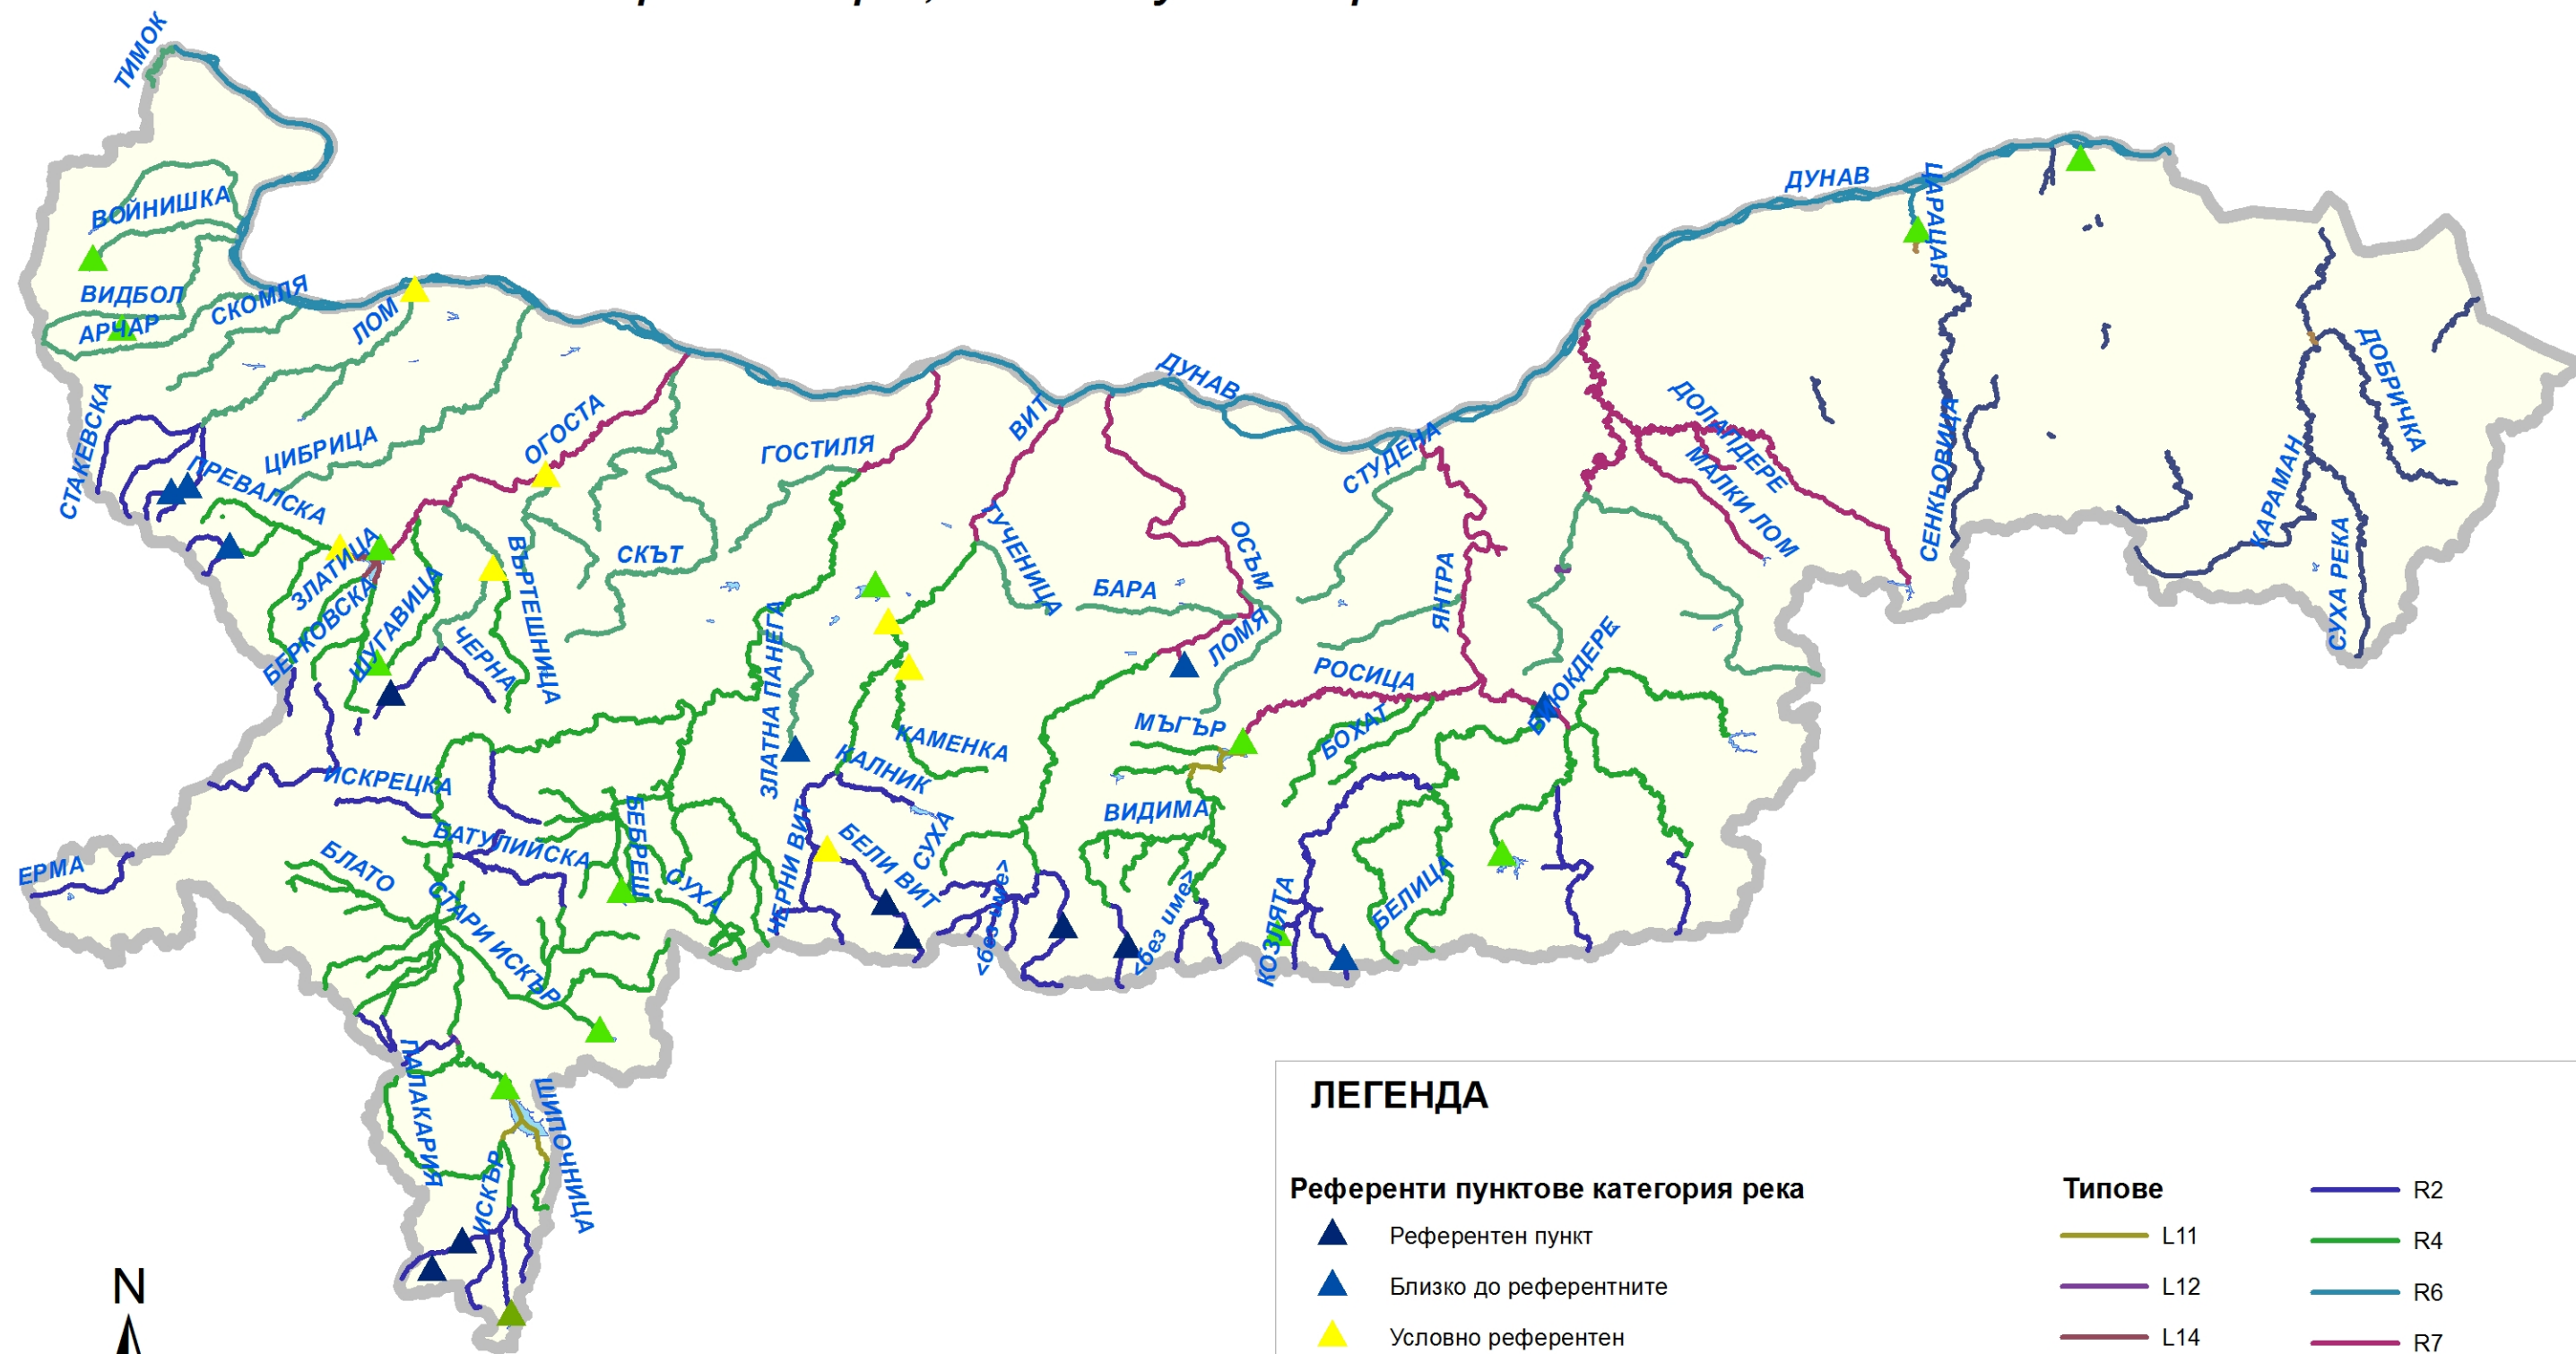 ТИМОК
ВОЙНИШКА
ВИДБОЛ
АРЧАР
СКОМЛЯ
ЛОМ
СТАКЕВСКА
ПРЕВАЛСКА
ЦИБРИЦА
ОГОСТА
ЗЛАТИЦА
БЕРКОВСКА
ШУГАВИЦА
ЧЕРНА
ВЪРТЕШНИЦА
СКЪТ
ГОСТИЛЯ
ВИТ
ТУЧЕНИЦА
БАРА
ОСЪМ
ЛОМЯ
ДУНАВ
СТУДЕНА
ЯНТРА
РОСИЦА
БОХАТ
БИЮКДЕРЕ
МЪГЪР
ВИДИМА
ЗЛАТНА ПАНЕГА
КАМЕНКА
КАЛНИК
СУХА
БЕЛИ ВИТ
ЧЕРНИ ВИТ
<без име>
<без име>
КОЗЛЯТА
БЕЛИЦА
ДУНАВ
ЦАРАЦАР
ДОЛАПДЕРЕ
МАЛКИ ЛОМ
СЕНКЬОВИЦА
КАРАМАН
ДОБРИЧКА
СУХА РЕКА
ИСКРЕЦКА
БАТУЛИЙСКА
БЕБРЕШ
СУХА
БЛАТО
ЕРМА
СТАРИ ИСКЪР
ПАЛАКАРИЯ
ШИПОЧНИЦА
ИСКЪР
N
ЛЕГЕНДА
Референти пунктове категория река
Референтен пункт
Близко до референтните
Условно референтен
Типове
L11
L12
L14
R2
R4
R6
R7